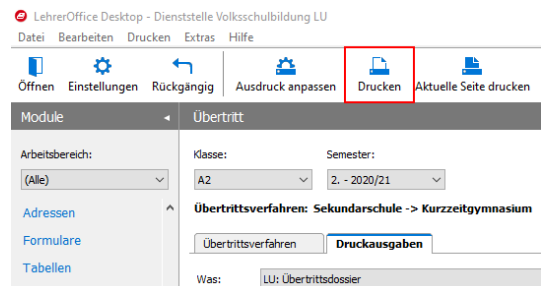 LehrerOffice Desktop - Dienststelle Volksschulbildung LU
Datei Bearbeiten Drucken Extras Hilfe
Öffnen Einstellungen Rückgängig Ausdruck anpassen Drucken Aktuelle Seite drucken
Module Übertritt
Arbeitsbereich: Klasse: Semester:
(Alle) A2 2. - 2020/21
Adressen Übertrittsverfahren: Sekundarschule -> Kurzzeitgymnasium
Formulare Übertrittsverfahren Druckausgaben
Tabellen Was: LU: Übertrittsdossier